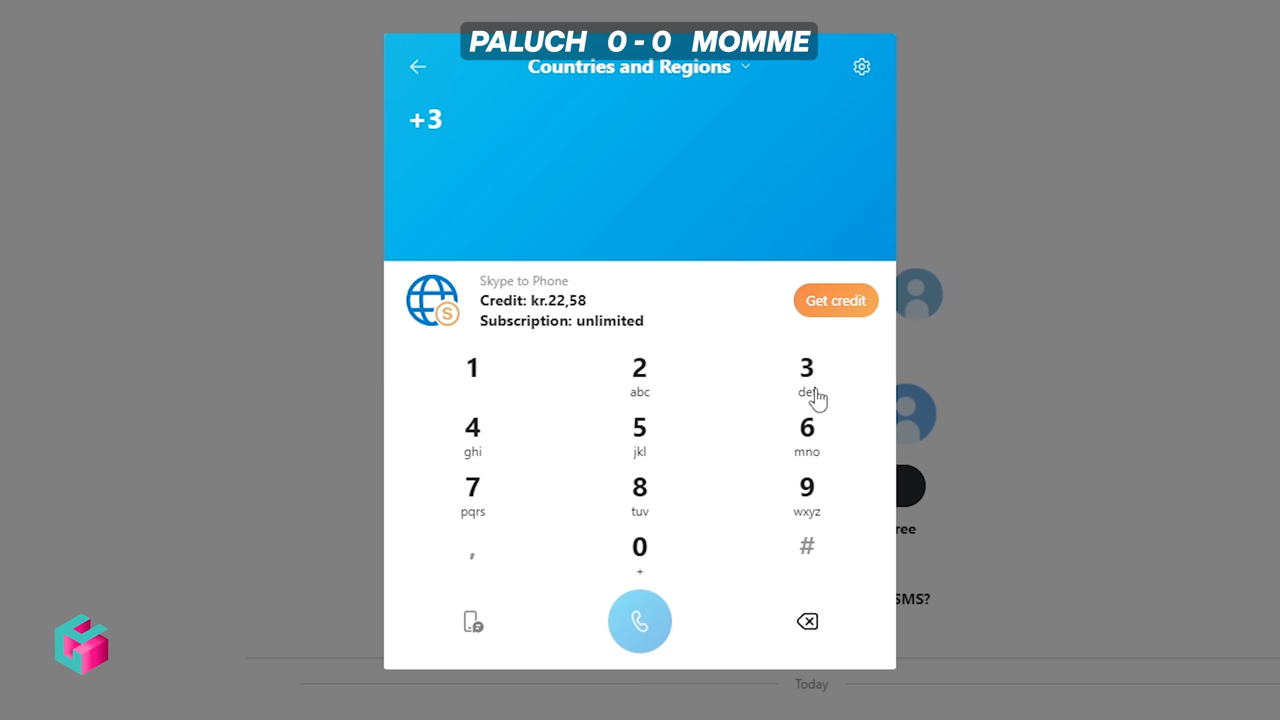 PALUCH 0 - 0 MOMME
Countries and Regions
+3
Skype to Phone
Credit: kr.22,58
Subscription: unlimited
Get credit
1
2
abc
3
def
4
ghi
5
jkl
6
mno
7
pqrs
8
tuv
9
wxyz
,
0
+
#
ree
SMS?
Today